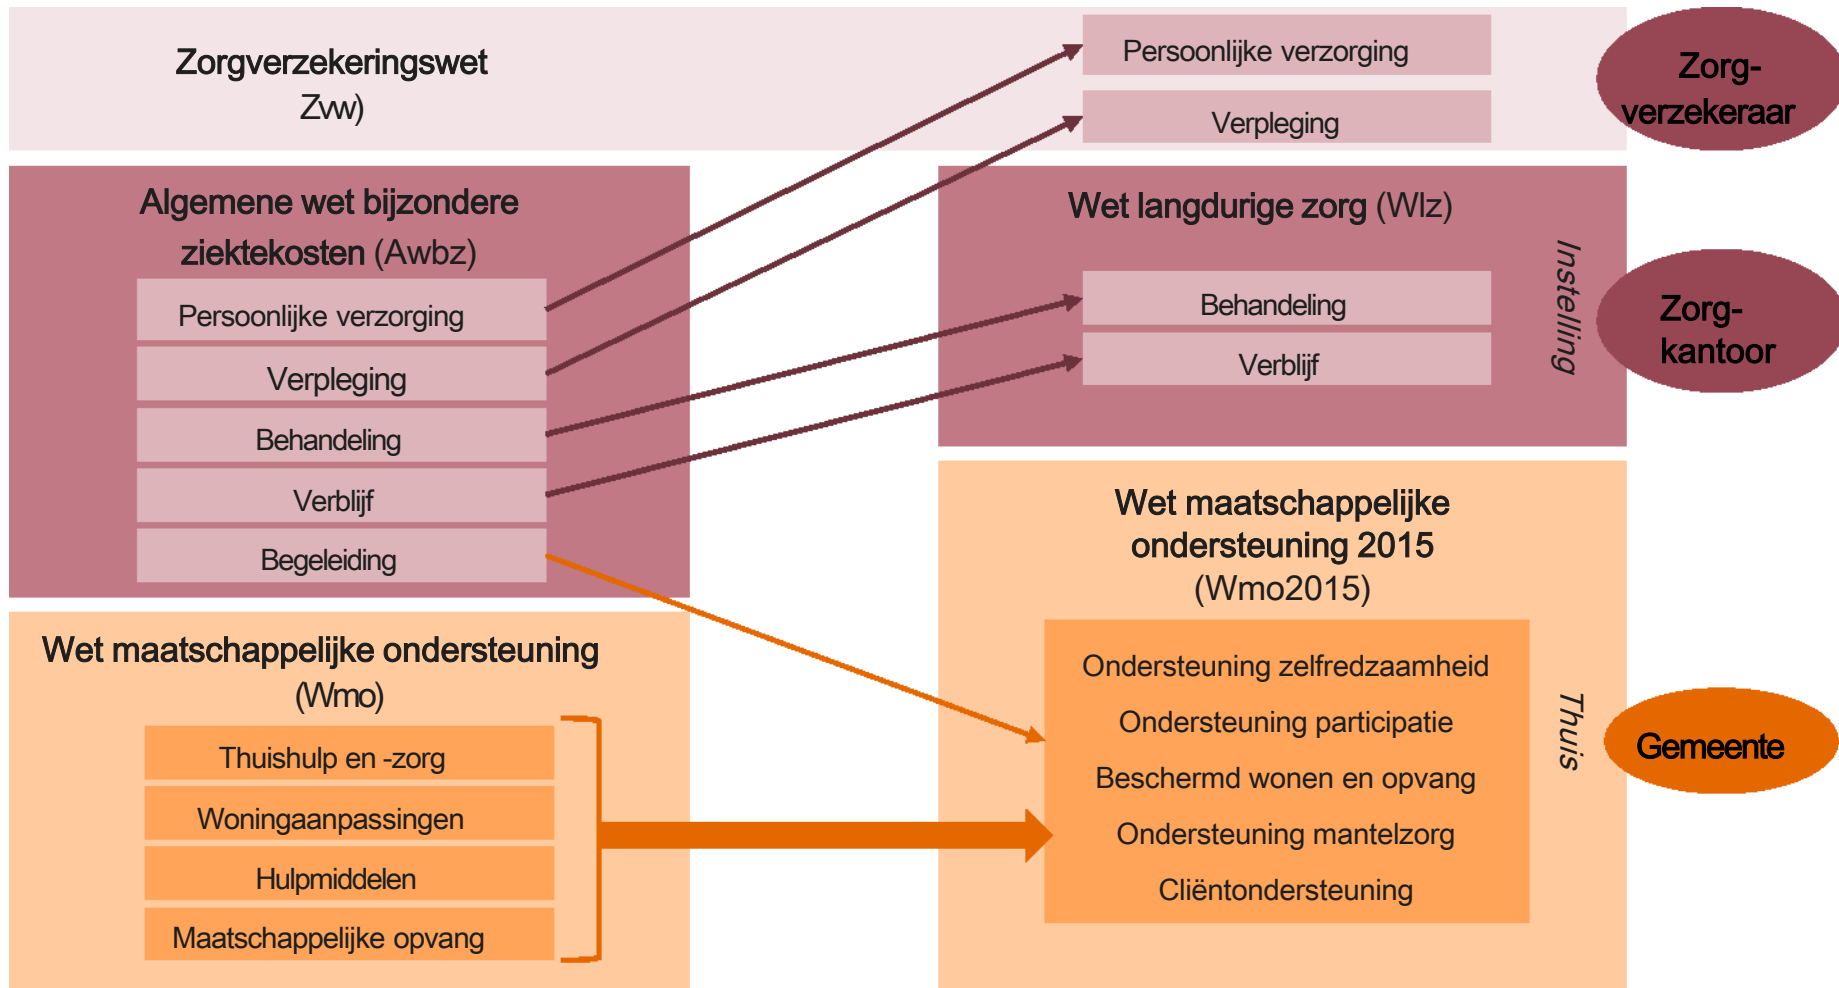 Zorgverzekeringswet
Zvw)
Persoonlijke verzorging
Verpleging
Zorg-
verzekeraar
Algemene wet bijzondere
ziektekosten (Awbz)
Persoonlijke verzorging
Verpleging
Behandeling
Verblijf
Begeleiding
Wet langdurige zorg (Wlz)
Behandeling
Verblijf
Instelling
Zorg-
kantoor
Wet maatschappelijke ondersteuning
(Wmo)
Thuishulp en -zorg
Woningaanpassingen
Hulpmiddelen
Maatschappelijke opvang
Wet maatschappelijke
ondersteuning 2015
(Wmo2015)
Ondersteuning zelfredzaamheid
Ondersteuning participatie
Beschermd wonen en opvang
Ondersteuning mantelzorg
Cliëntondersteuning
Thuis
Gemeente